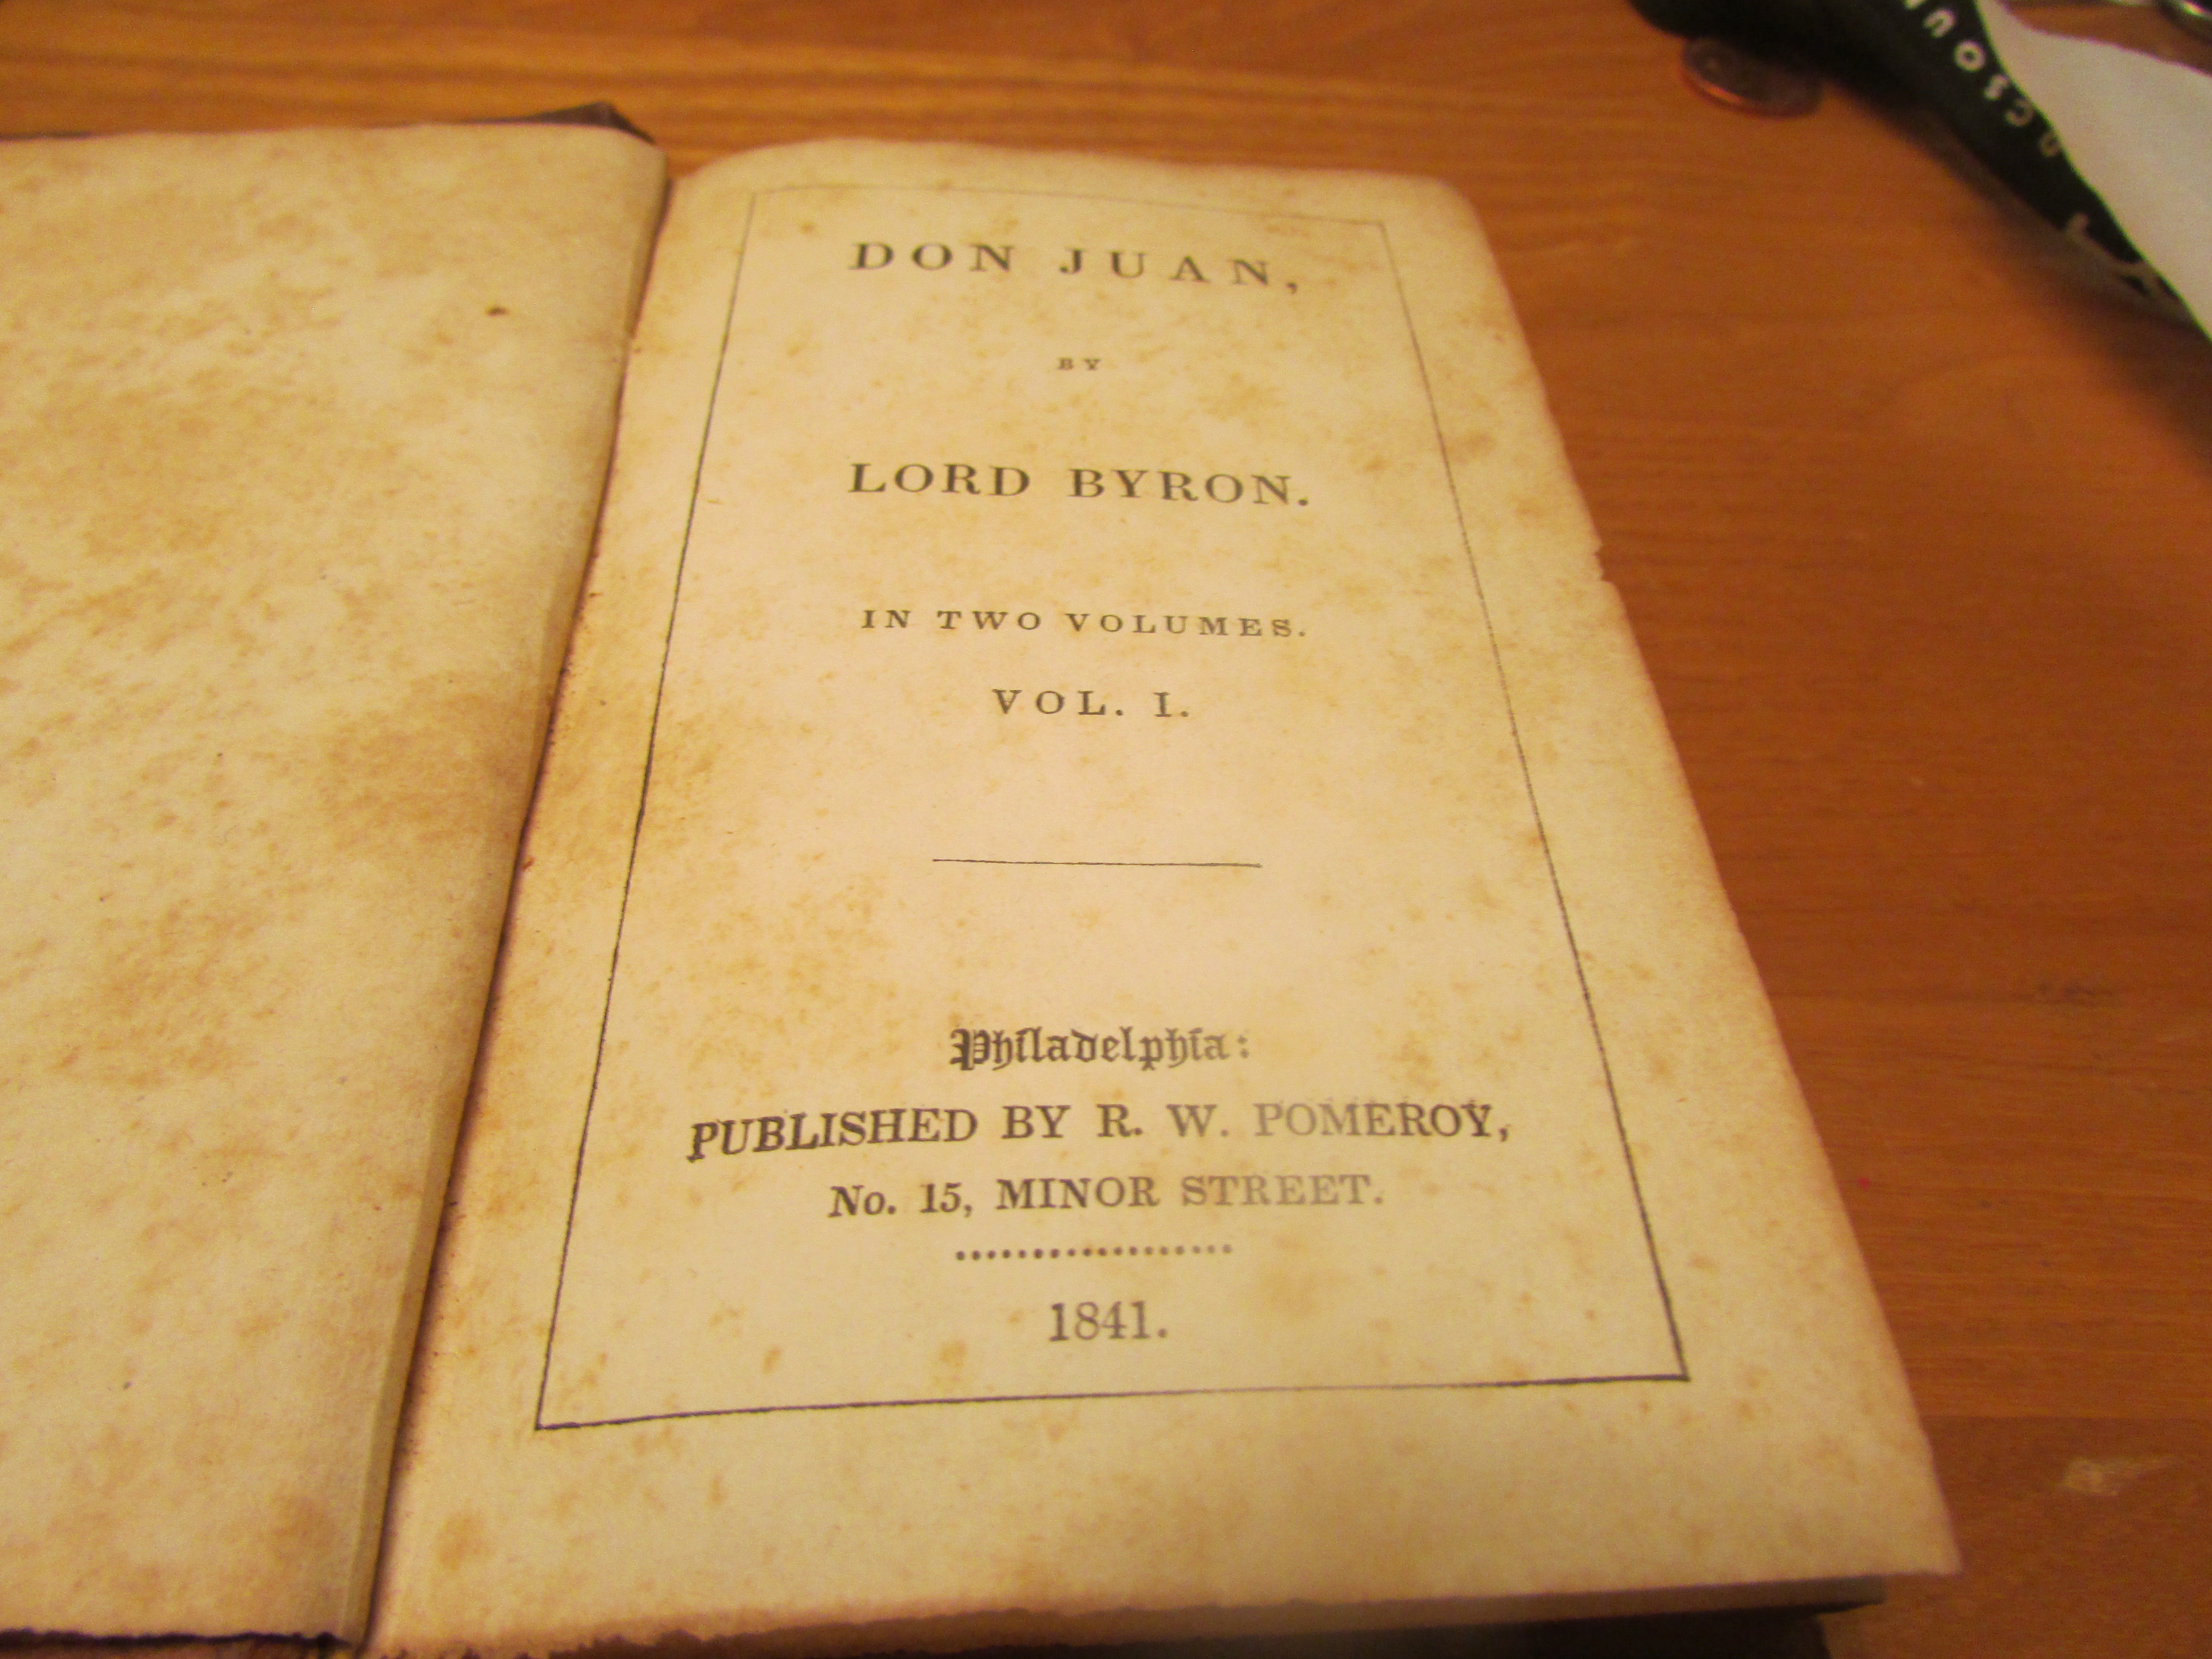 DON JUAN,
BY
LORD BYRON.
IN TWO VOLUMES.
VOL. I.
Philadelphia:
PUBLISHED BY R. W. POMEROY,
No. 15, MINOR STREET.
1841.